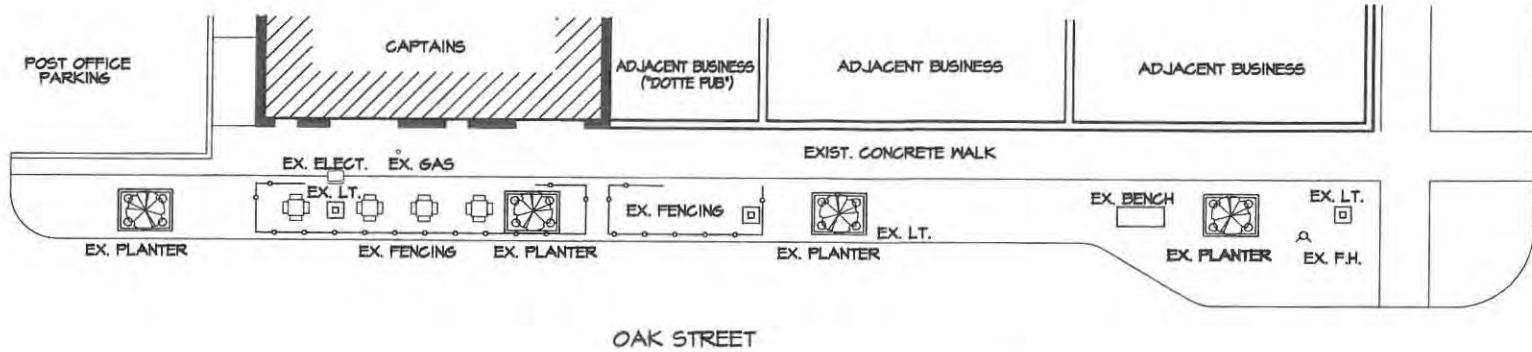 POST OFFICE
PARKING
CAPTAINS
ADJACENT BUSINESS
("DOTTE PUB")
ADJACENT BUSINESS
ADJACENT BUSINESS
EXIST. CONCRETE WALK
EX. ELECT.
EX. GAS
EX. LT.
EX. FENCING
EX. BENCH
EX. LT.
EX. PLANTER
EX. FENCING
EX. PLANTER
EX. PLANTER
EX. LT.
EX. PLANTER
EX. F.H.
OAK STREET